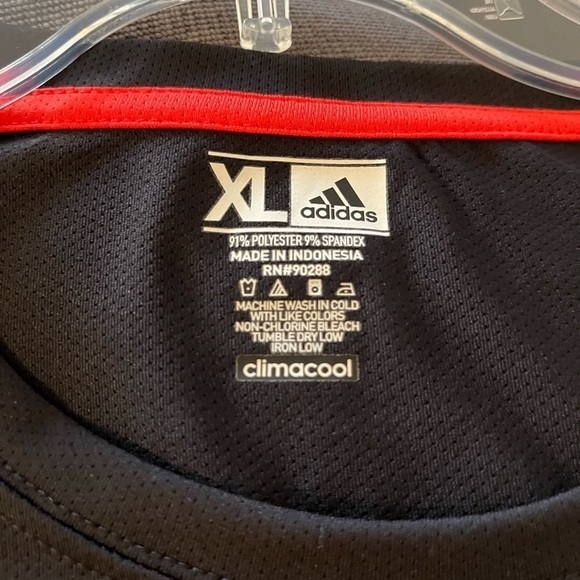 XL adidas
91% POLYESTER 9% SPANDEX
MADE IN INDONESIA
RN#90288
MACHINE WASH IN COLD
WITH LIKE COLORS
NON-CHLORINE BLEACH
TUMBLE DRY LOW
IRON LOW
climacool